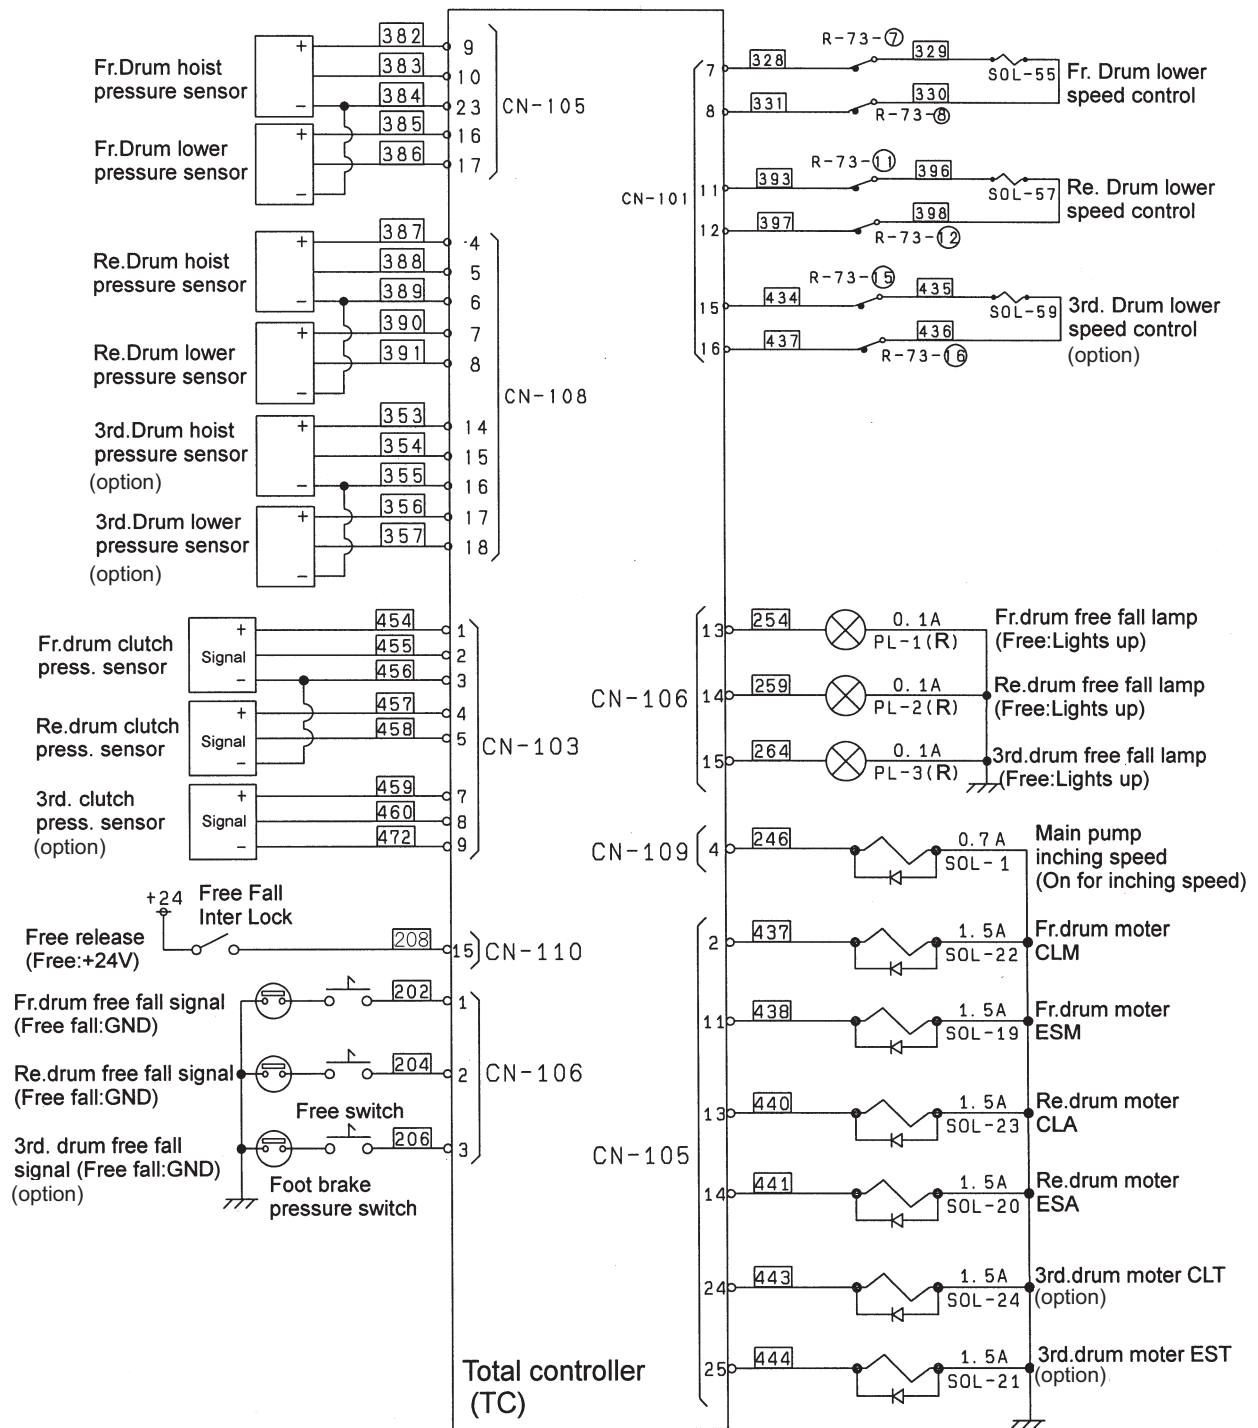 Fr.Drum hoist
pressure sensor
+
−
382
383
384
9
10
23
CN-105
Fr.Drum lower
pressure sensor
+
−
385
386
16
17
Re.Drum hoist
pressure sensor
+
−
387
388
389
4
5
6
Re.Drum lower
pressure sensor
+
−
390
391
7
8
CN-108
3rd.Drum hoist
pressure sensor
(option)
+
−
353
354
355
14
15
16
3rd.Drum lower
pressure sensor
(option)
+
−
356
357
17
18
Fr.drum clutch
press. sensor
+
Signal
−
454
455
456
1
2
3
Re.drum clutch
press. sensor
+
Signal
−
457
458
4
5
CN-103
3rd. clutch
press. sensor
(option)
+
Signal
−
459
460
472
7
8
9
+24
Free Fall
Inter Lock
Free release
(Free:+24V)
208
15
CN-110
Fr.drum free fall signal
(Free fall:GND)
202
1
Re.drum free fall signal
(Free fall:GND)
204
2
CN-106
Free switch
3rd. drum free fall
signal (Free fall:GND)
(option)
206
3
Foot brake
pressure switch
Total controller
(TC)
CN-101
7
328
R-73-⑦
329
SOL-55
Fr. Drum lower
speed control
8
331
330
R-73-⑧
11
393
R-73-⑪
396
SOL-57
Re. Drum lower
speed control
12
397
398
R-73-⑫
15
434
R-73-⑮
435
SOL-59
3rd. Drum lower
speed control
(option)
16
437
436
R-73-⑯
CN-106
13
254
0.1A
PL-1(R)
Fr.drum free fall lamp
(Free:Lights up)
14
259
0.1A
PL-2(R)
Re.drum free fall lamp
(Free:Lights up)
15
264
0.1A
PL-3(R)
3rd.drum free fall lamp
(Free:Lights up)
CN-109
4
246
0.7A
SOL-1
Main pump
inching speed
(On for inching speed)
CN-105
2
437
1.5A
SOL-22
Fr.drum moter
CLM
11
438
1.5A
SOL-19
Fr.drum moter
ESM
13
440
1.5A
SOL-23
Re.drum moter
CLA
14
441
1.5A
SOL-20
Re.drum moter
ESA
24
443
1.5A
SOL-24
3rd.drum moter CLT
(option)
25
444
1.5A
SOL-21
3rd.drum moter EST
(option)